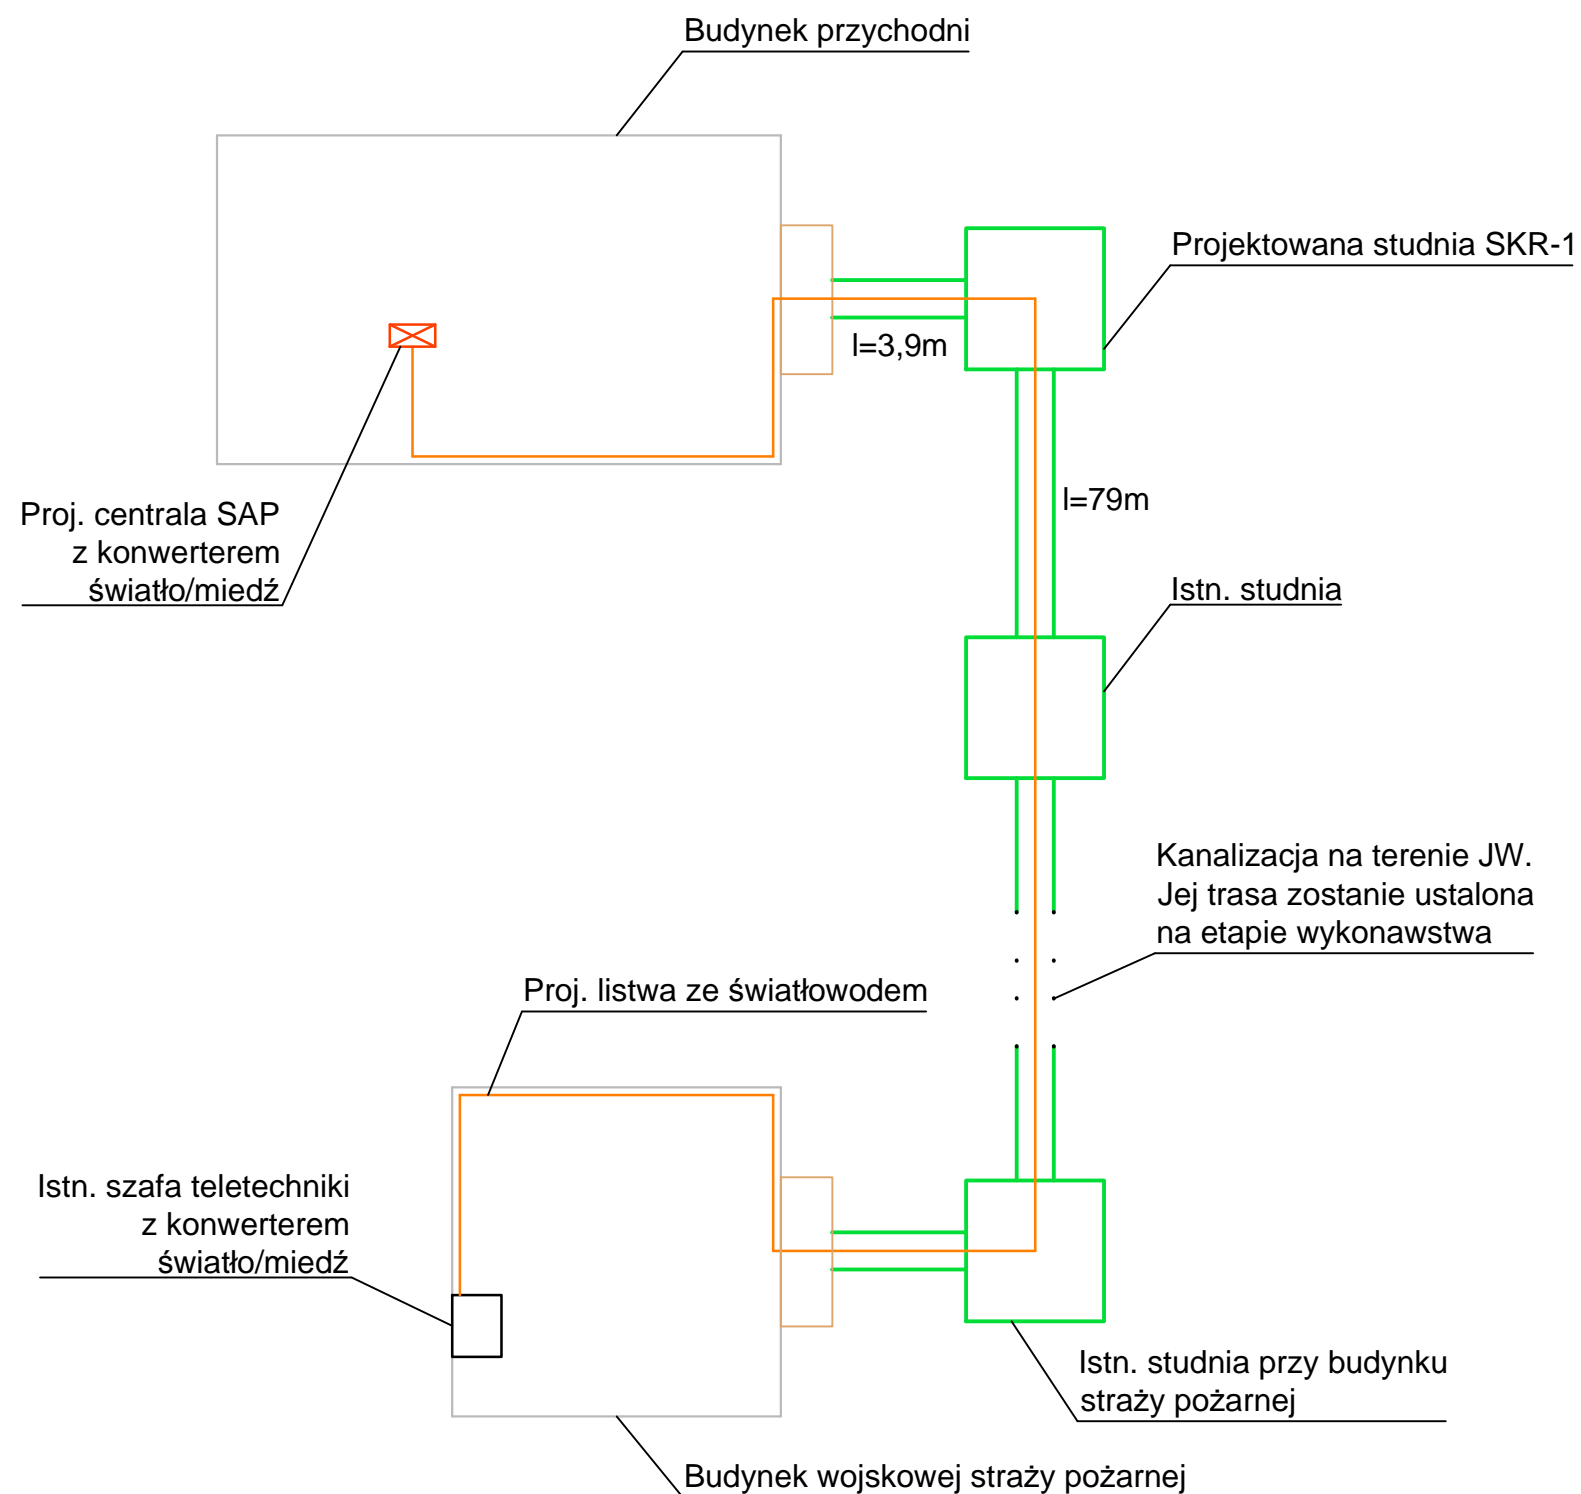 Budynek przychodni
Projektowana studnia SKR-1
l=3,9m
l=79m
Proj. centrala SAP
z konwerterem
światło/miedź
Istn. studnia
Kanalizacja na terenie JW.
Jej trasa zostanie ustalona
na etapie wykonawstwa
Proj. listwa ze światłowodem
Istn. szafa teletechniki
z konwerterem
światło/miedź
Istn. studnia przy budynku
straży pożarnej
Budynek wojskowej straży pożarnej